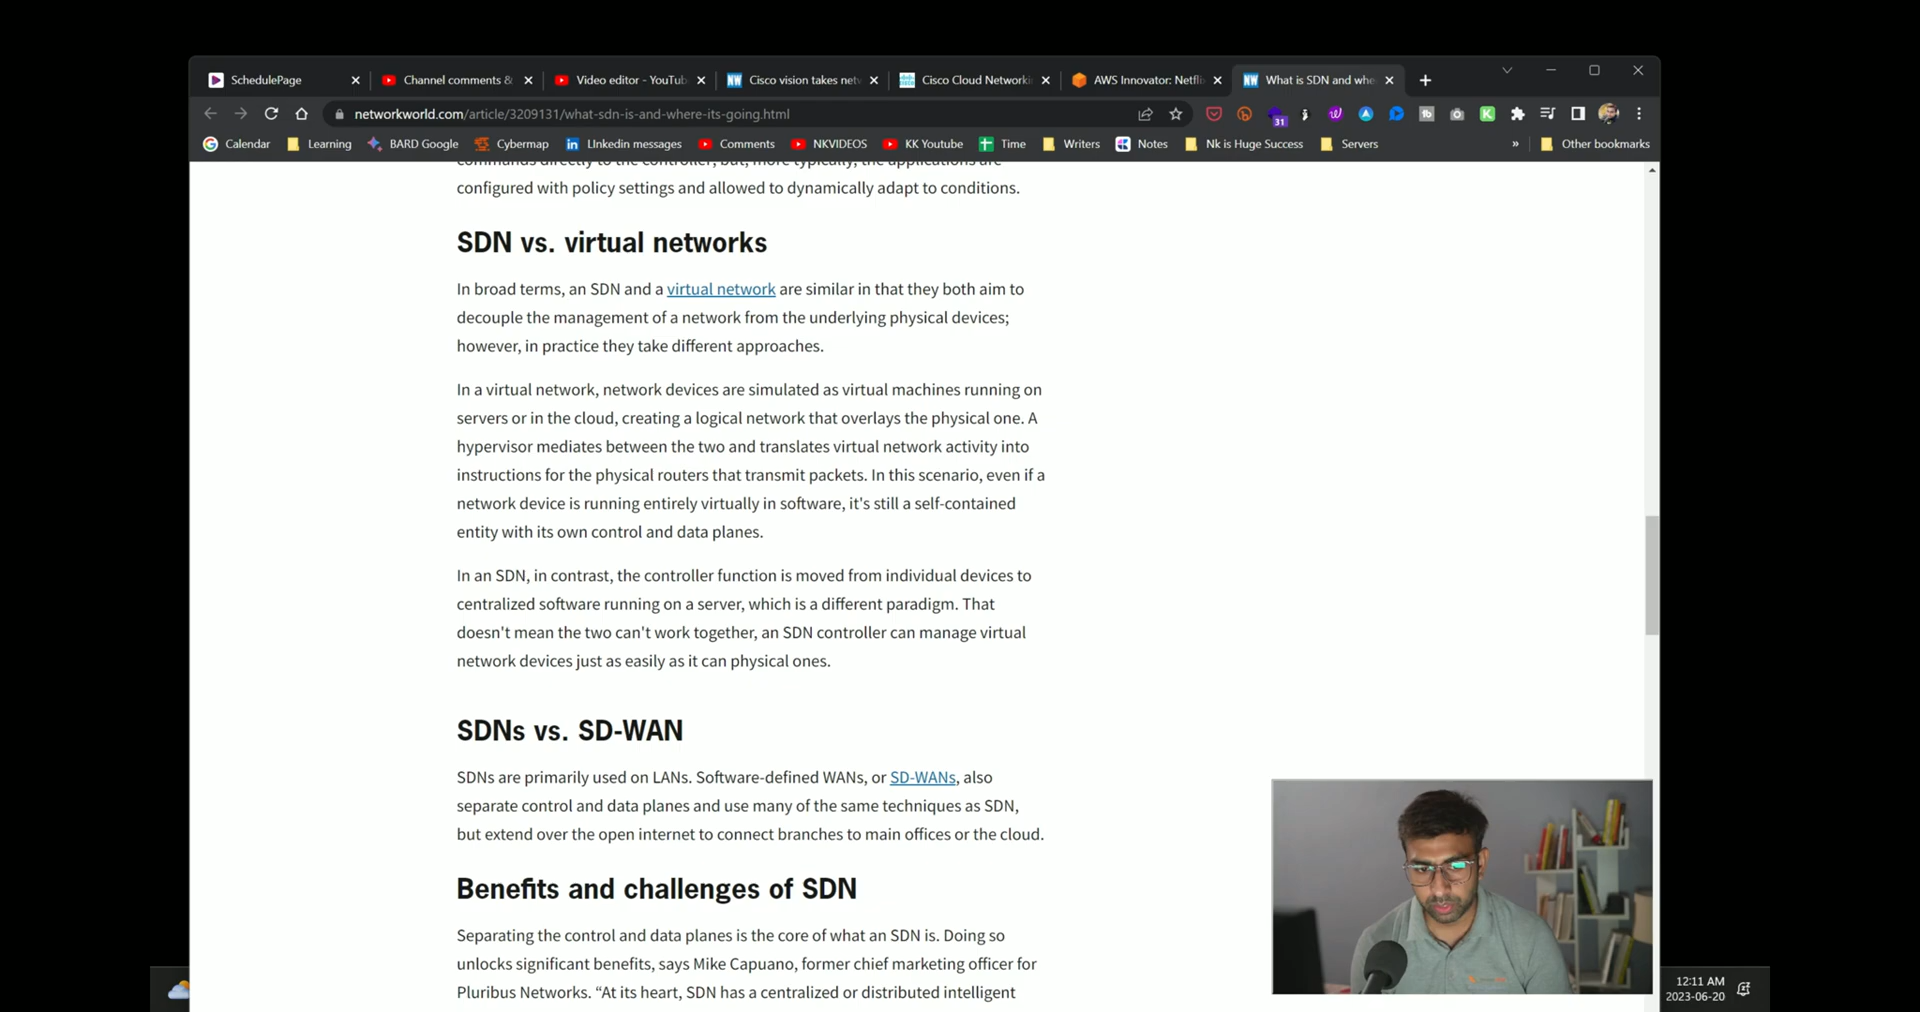 SchedulePage
Channel comments &
Video editor - YouTub
Cisco vision takes net
Cisco Cloud Networki
AWS Innovator: Netfli
What is SDN and whe
networkworld.com/article/3209131/what-sdn-is-and-where-its-going.html
31
Calendar
Learning
BARD Google
Cybermap
LInkedin messages
Comments
NKVIDEOS
KK Youtube
Time
Writers
Notes
Nk is Huge Success
Servers
»
Other bookmarks
commands directly to the controller, but, more typically, the applications are
configured with policy settings and allowed to dynamically adapt to conditions.
SDN vs. virtual networks
In broad terms, an SDN and a virtual network are similar in that they both aim to
decouple the management of a network from the underlying physical devices;
however, in practice they take different approaches.
In a virtual network, network devices are simulated as virtual machines running on
servers or in the cloud, creating a logical network that overlays the physical one. A
hypervisor mediates between the two and translates virtual network activity into
instructions for the physical routers that transmit packets. In this scenario, even if a
network device is running entirely virtually in software, it's still a self-contained
entity with its own control and data planes.
In an SDN, in contrast, the controller function is moved from individual devices to
centralized software running on a server, which is a different paradigm. That
doesn't mean the two can't work together, an SDN controller can manage virtual
network devices just as easily as it can physical ones.
SDNs vs. SD-WAN
SDNs are primarily used on LANs. Software-defined WANs, or SD-WANs, also
separate control and data planes and use many of the same techniques as SDN,
but extend over the open internet to connect branches to main offices or the cloud.
Benefits and challenges of SDN
Separating the control and data planes is the core of what an SDN is. Doing so
unlocks significant benefits, says Mike Capuano, former chief marketing officer for
Pluribus Networks. “At its heart, SDN has a centralized or distributed intelligent
12:11 AM
2023-06-20